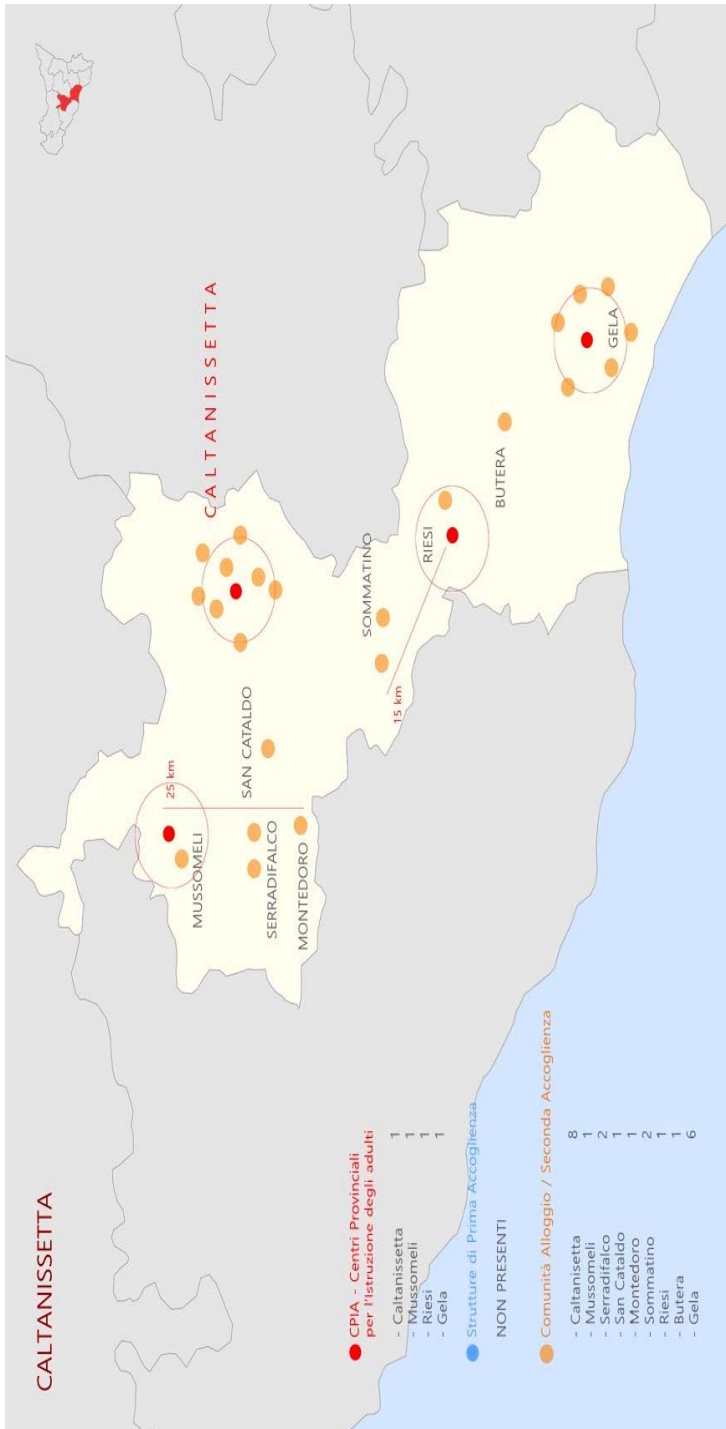 CALTANISSETTA
CALTANISSETTA
25 km
MUSSOMELI
SAN CATALDO
SERRADIFALCO
MONTEDORO
SOMMATINO
15 km
RIESI
BUTERA
GELA
CPIA - Centri Provinciali
per l'Istruzione degli adulti
- Caltanissetta 1
- Mussomeli 1
- Riesi 1
- Gela 1
Strutture di Prima Accoglienza
NON PRESENTI
Comunità Alloggio / Seconda Accoglienza
- Caltanisetta 8
- Mussomeli 1
- Serradifalco 2
- San Cataldo 1
- Montedoro 1
- Sommatino 2
- Riesi 1
- Butera 1
- Gela 6